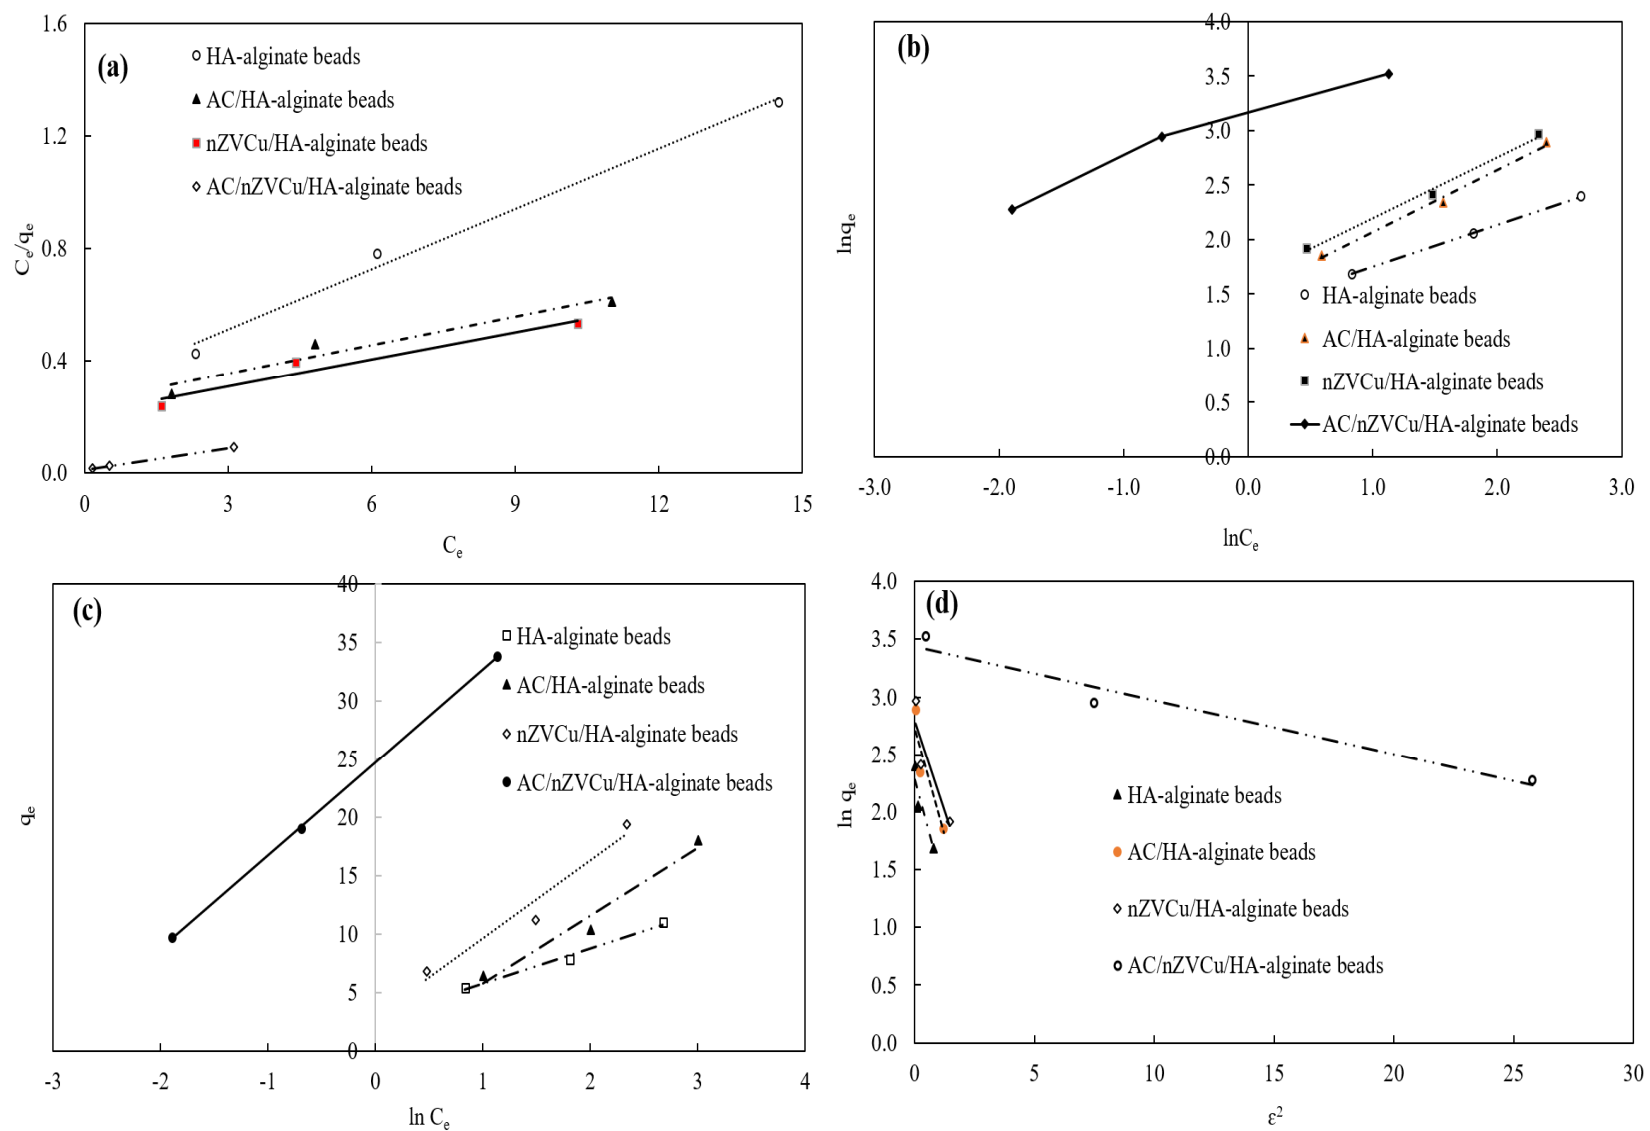 (a)
HA-alginate beads
AC/HA-alginate beads
nZVCu/HA-alginate beads
AC/nZVCu/HA-alginate beads
1.6
1.2
0.8
0.4
0.0
Cₑ/qₑ
0 3 6 9 12 15
Cₑ
(b)
4.0
3.5
3.0
2.5
2.0
1.5
1.0
0.5
0.0
lnqₑ
HA-alginate beads
AC/HA-alginate beads
nZVCu/HA-alginate beads
AC/nZVCu/HA-alginate beads
-3.0 -2.0 -1.0 0.0 1.0 2.0 3.0
lnCₑ
(c)
40
35
30
25
20
15
10
5
0
qₑ
HA-alginate beads
AC/HA-alginate beads
nZVCu/HA-alginate beads
AC/nZVCu/HA-alginate beads
-3 -2 -1 0 1 2 3 4
ln Cₑ
(d)
4.0
3.5
3.0
2.5
2.0
1.5
1.0
0.5
0.0
ln qₑ
HA-alginate beads
AC/HA-alginate beads
nZVCu/HA-alginate beads
AC/nZVCu/HA-alginate beads
0 5 10 15 20 25 30
ε²